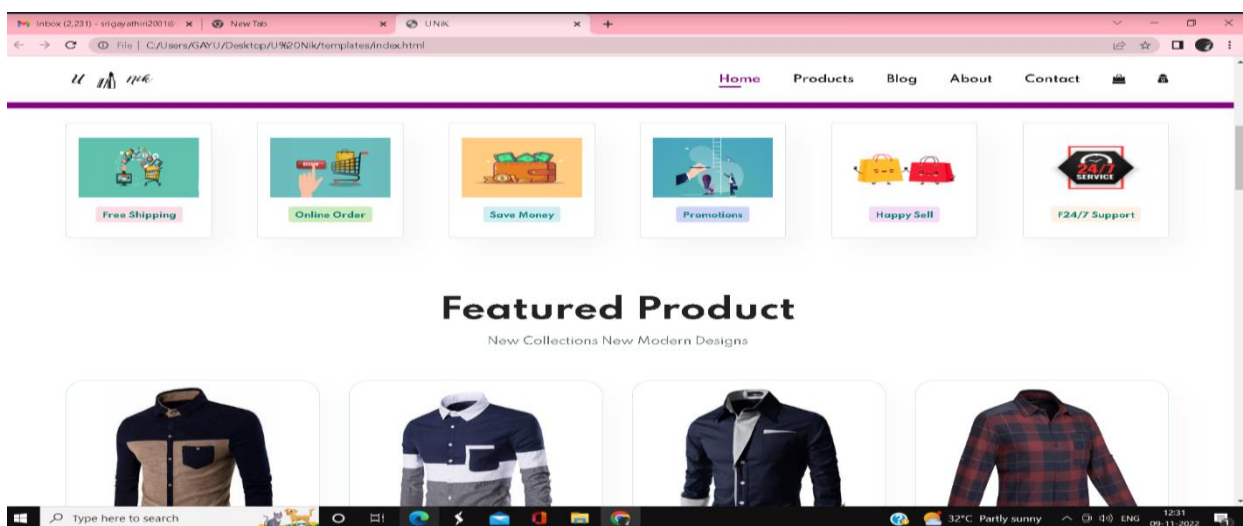 Inbox (2,231) - srigayathiri2001@
New Tab
UNIK
File | C:/Users/GAYU/Desktop/U%20Nik/templates/index.html
U nik
Home Products Blog About Contact
24/7
SERVICE
Free Shipping Online Order Save Money Promotions Happy Sell F24/7 Support
Featured Product
New Collections New Modern Designs
Type here to search
32°C Partly sunny
ENG
12:31
09-11-2022